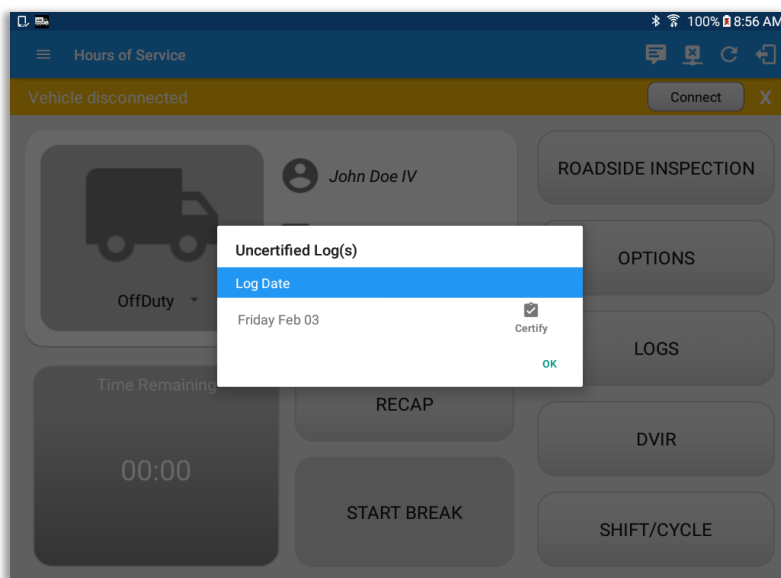 100% 8:56 AM
Hours of Service
Vehicle disconnected
Connect
X
John Doe IV
OffDuty
Uncertified Log(s)
Log Date
Friday Feb 03
Certify
OK
Time Remaining
00:00
RECAP
START BREAK
ROADSIDE INSPECTION
OPTIONS
LOGS
DVIR
SHIFT/CYCLE